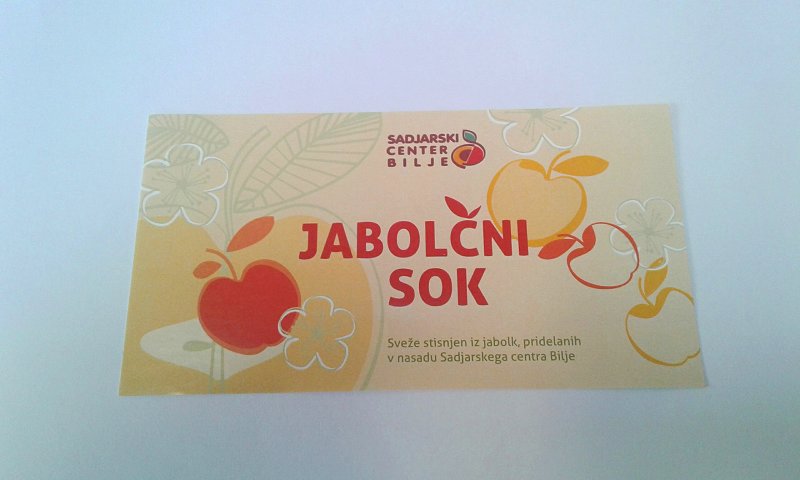 SADJARSKI
CENTER
BILJE
JABOLČNI
SOK
Sveže stisnjen iz jabolk, pridelanih
v nasadu Sadjarskega centra Bilje